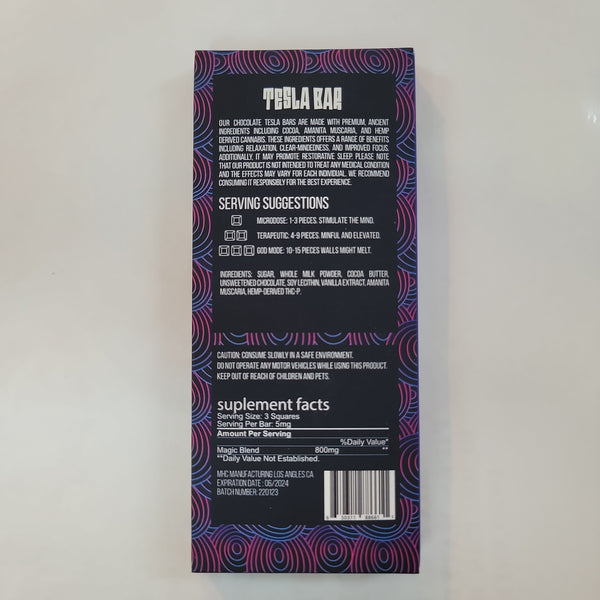 TESLA BAR
OUR CHOCOLATE TESLA BARS ARE MADE WITH PREMIUM, ANCIENT
INGREDIENTS INCLUDING COCOA, AMANITA MUSCARIA, AND HEMP
DERIVED CANNABIS. THESE INGREDIENTS OFFERS A RANGE OF BENEFITS
INCLUDING RELAXATION, CLEAR-MINDEDNESS, AND IMPROVED FOCUS.
ADDITIONALLY, IT MAY PROMOTE RESTORATIVE SLEEP. PLEASE NOTE
THAT OUR PRODUCT IS NOT INTENDED TO TREAT ANY MEDICAL CONDITION
AND THE EFFECTS MAY VARY FOR EACH INDIVIDUAL. WE RECOMMEND
CONSUMING IT RESPONSIBLY FOR THE BEST EXPERIENCE.
SERVING SUGGESTIONS
MICRODOSE: 1-3 PIECES. STIMULATE THE MIND.
THERAPEUTIC: 4-9 PIECES. MINFUL AND ELEVATED.
GOD MODE: 10-15 PIECES WALLS MIGHT MELT.
INGREDIENTS: SUGAR, WHOLE MILK POWDER, COCOA BUTTER,
UNSWEETENED CHOCOLATE, SOY LECITHIN, VANILLA EXTRACT, AMANITA
MUSCARIA, HEMP-DERIVED THC-P.
CAUTION: CONSUME SLOWLY IN A SAFE ENVIRONMENT.
DO NOT OPERATE ANY MOTOR VEHICLES WHILE USING THIS PRODUCT.
KEEP OUT OF REACH OF CHILDREN AND PETS.
suplement facts
Serving Size: 3 Squares
Serving Per Bar: 5mg
Amount Per Serving
%Daily Value*
Magic Blend 800mg **
**Daily Value Not Established.
MHC MANUFACTURING LOS ANGLES CA
EXPIRATION DATE : 06/2024
BATCH NUMBER: 220123